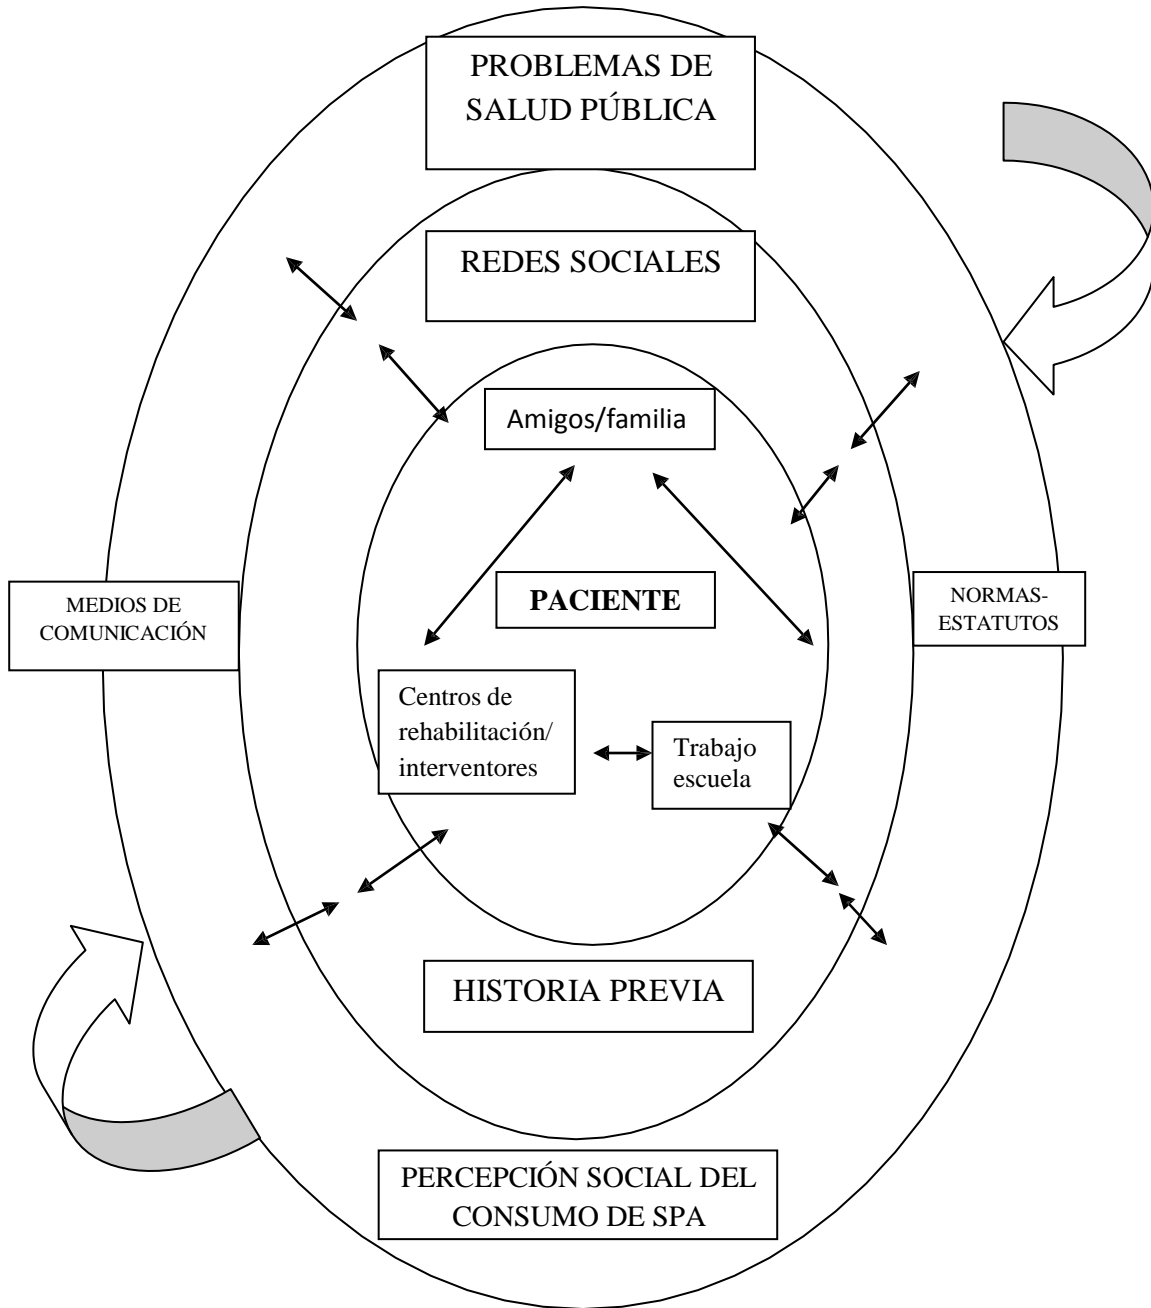 PROBLEMAS DE
SALUD PÚBLICA
REDES SOCIALES
Amigos/familia
PACIENTE
MEDIOS DE
COMUNICACIÓN
NORMAS-
ESTATUTOS
Centros de
rehabilitación/
interventores
Trabajo
escuela
HISTORIA PREVIA
PERCEPCIÓN SOCIAL DEL
CONSUMO DE SPA